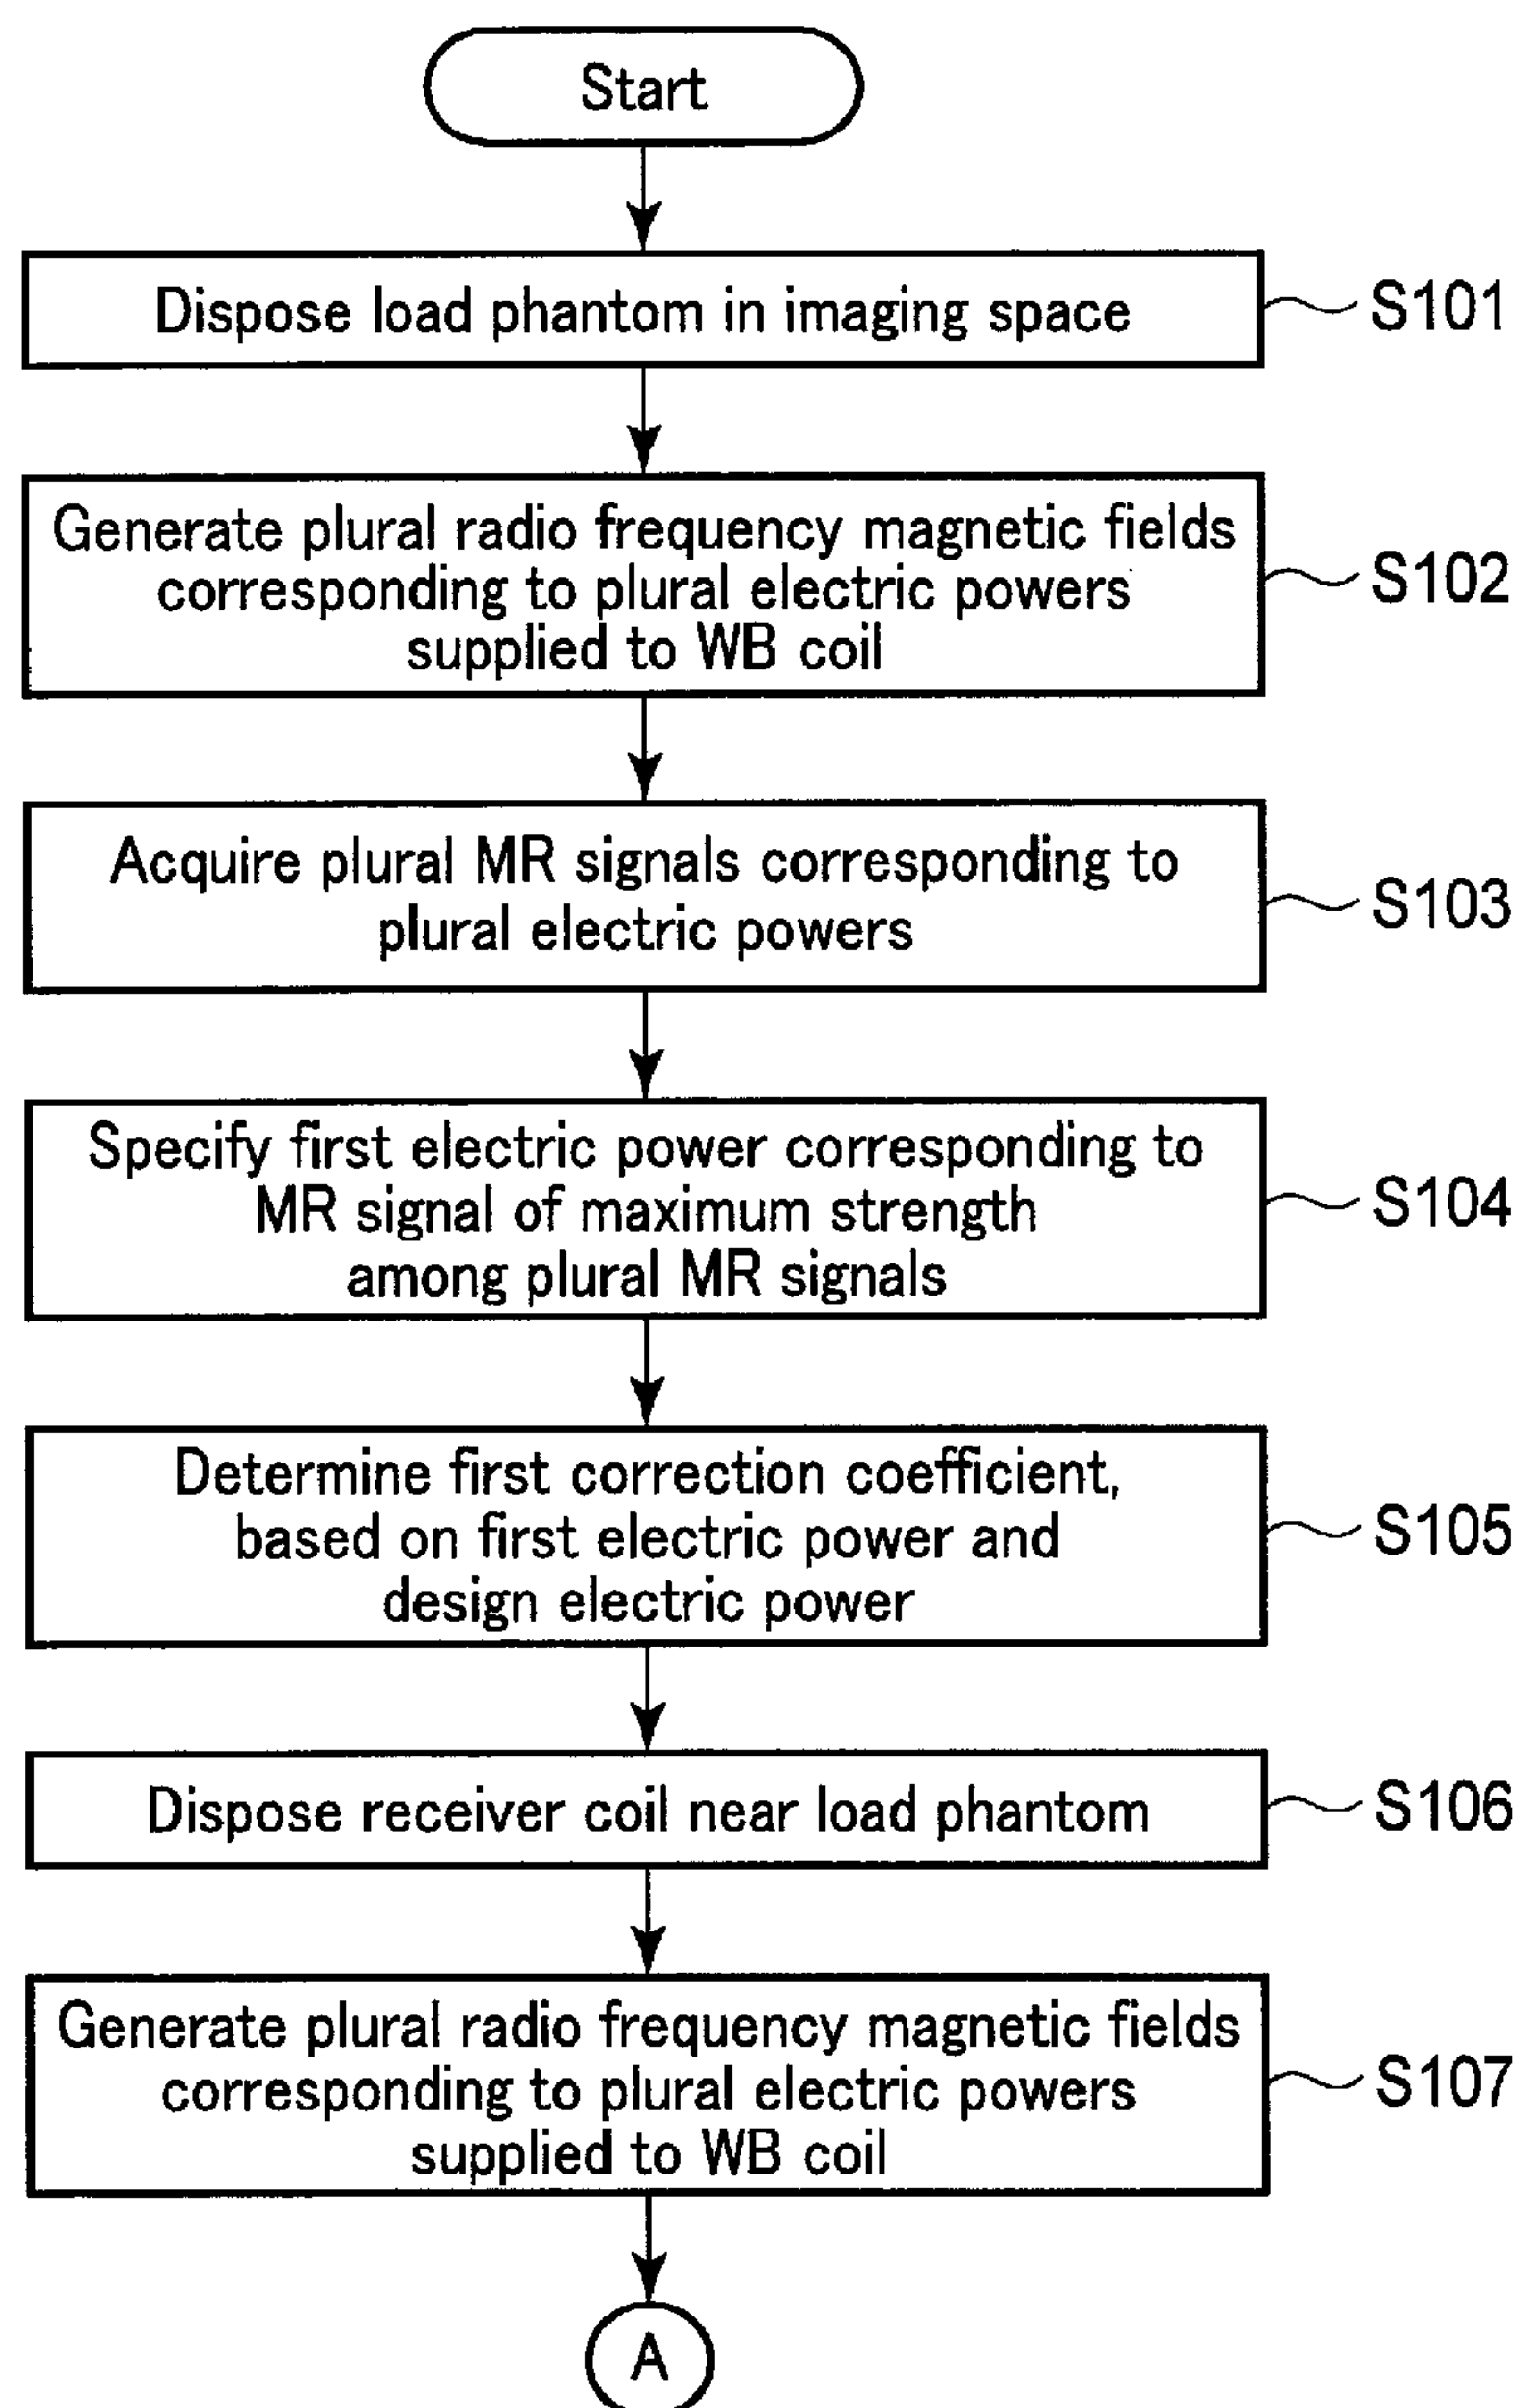 Start
Dispose load phantom in imaging space
S101
Generate plural radio frequency magnetic fields
corresponding to plural electric powers
supplied to WB coil
S102
Acquire plural MR signals corresponding to
plural electric powers
S103
Specify first electric power corresponding to
MR signal of maximum strength
among plural MR signals
S104
Determine first correction coefficient,
based on first electric power and
design electric power
S105
Dispose receiver coil near load phantom
S106
Generate plural radio frequency magnetic fields
corresponding to plural electric powers
supplied to WB coil
S107
A